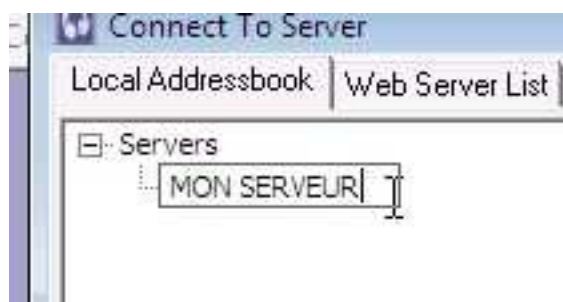 Connect To Server
Local Addressbook
Web Server List
Servers
MON SERVEUR